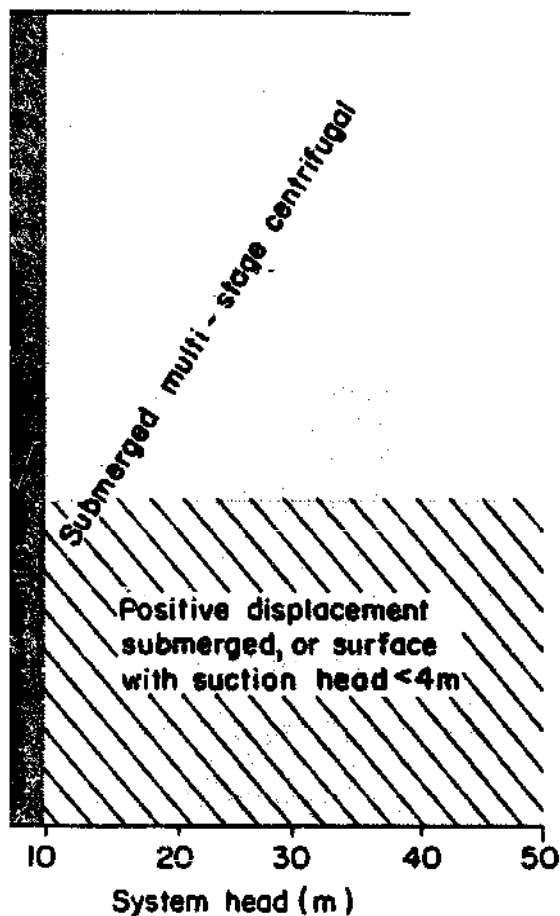 Submerged multi-stage centrifugal
Positive displacement
submerged, or surface
with suction head <4m
10 20 30 40 50
System head (m)